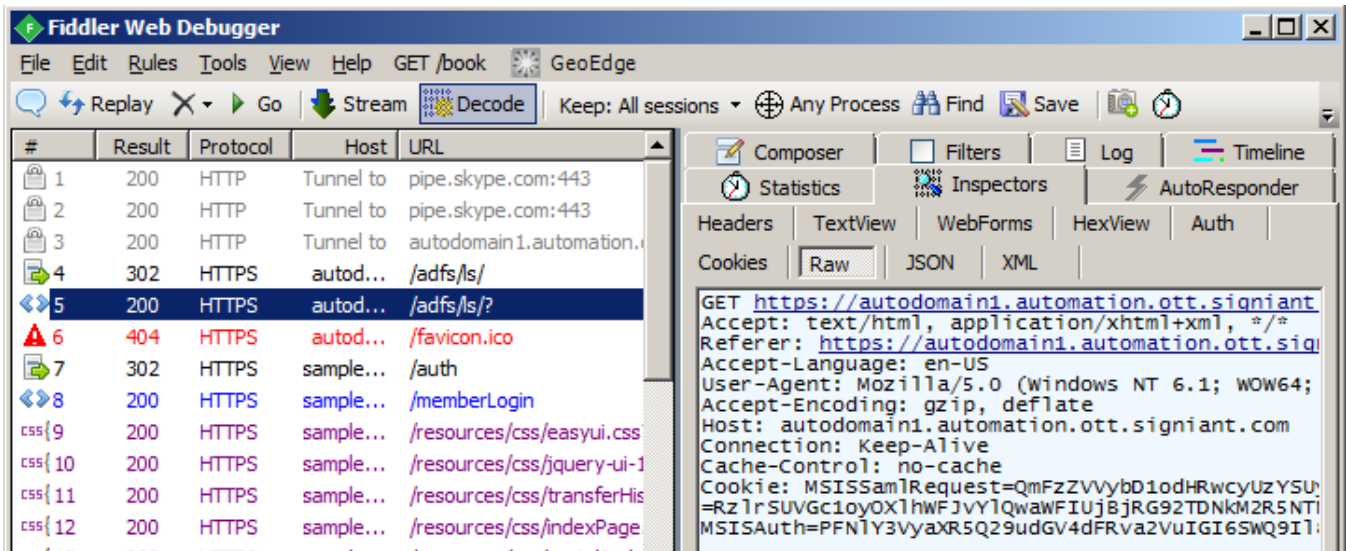 Fiddler Web Debugger
File Edit Rules Tools View Help GET /book GeoEdge
Replay Go Stream Decode Keep: All sessions Any Process Find Save
# Result Protocol Host URL
1 200 HTTP Tunnel to pipe.skype.com:443
2 200 HTTP Tunnel to pipe.skype.com:443
3 200 HTTP Tunnel to autodomain1.automation.
4 302 HTTPS autod... /adfs/ls/
5 200 HTTPS autod... /adfs/ls/?
6 404 HTTPS autod... /favicon.ico
7 302 HTTPS sample... /auth
8 200 HTTPS sample... /memberLogin
css{ 9 200 HTTPS sample... /resources/css/easyui.css
css{ 10 200 HTTPS sample... /resources/css/jquery-ui-1
css{ 11 200 HTTPS sample... /resources/css/transferHis
css{ 12 200 HTTPS sample... /resources/css/indexPage
Composer Filters Log Timeline
Statistics Inspectors AutoResponder
Headers TextView WebForms HexView Auth
Cookies Raw JSON XML
GET https://autodomain1.automation.ott.signiant
Accept: text/html, application/xhtml+xml, */*
Referer: https://autodomain1.automation.ott.sig
Accept-Language: en-US
User-Agent: Mozilla/5.0 (Windows NT 6.1; WOW64;
Accept-Encoding: gzip, deflate
Host: autodomain1.automation.ott.signiant.com
Connection: Keep-Alive
Cache-Control: no-cache
Cookie: